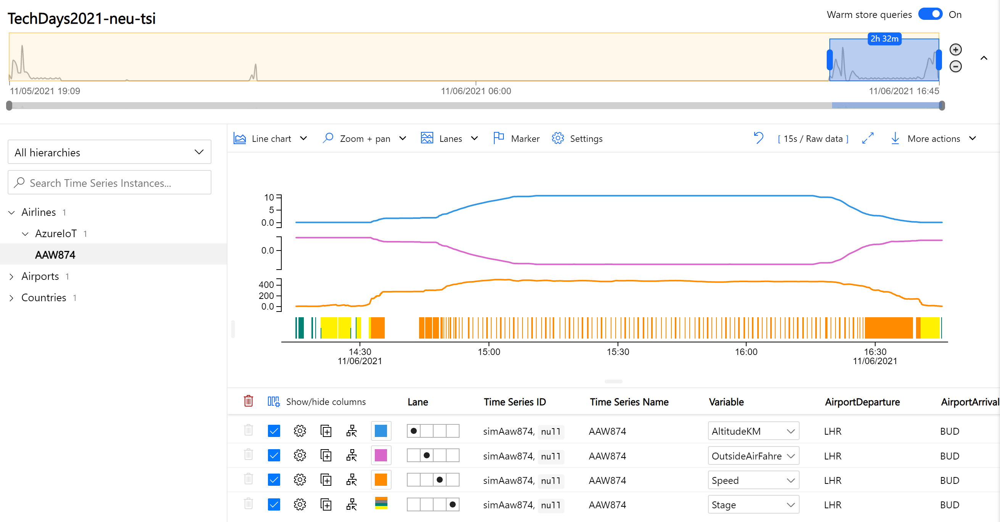 TechDays2021-neu-tsi
Warm store queries On
2h 32m
11/05/2021 19:09 11/06/2021 06:00 11/06/2021 16:45
All hierarchies
Search Time Series Instances...
Airlines 1
AzureIoT 1
AAW874
Airports 1
Countries 1
Line chart Zoom + pan Lanes Marker Settings [ 15s / Raw data ] More actions
10
5
0.0
0.0
400
200
0.0
14:30 15:00 15:30 16:00 16:30
11/06/2021 11/06/2021
Show/hide columns Lane Time Series ID Time Series Name Variable AirportDeparture AirportArrival
simAaw874, null AAW874 AltitudeKM LHR BUD
simAaw874, null AAW874 OutsideAirFahre LHR BUD
simAaw874, null AAW874 Speed LHR BUD
simAaw874, null AAW874 Stage LHR BUD